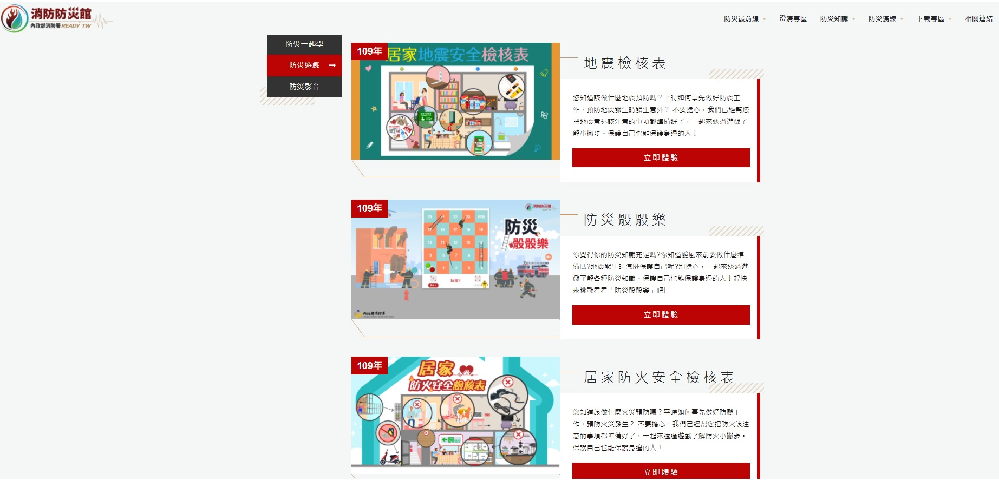 消防防災館
內政部消防署 READY TW
:::
防災最前線
澄清專區
防災知識
防災演練
下載專區
相關連結
防災一起學
防災遊戲
防災影音
109年
居家地震安全檢核表
地震檢核表
您知道該做什麼地震預防嗎？平時如何事先做好防震工
作，預防地震發生時發生意外？ 不要擔心，我們已經幫您
把地震意外該注意的事項都準備好了，一起來透過遊戲了
解小撇步。保護自己也能保護身邊的人！
立即體驗
109年
消防防災館
防災
骰骰樂
玩家1
內政部消防署
防災骰骰樂
你覺得你的防災知識充足嗎?你知道颱風來前要做什麼準
備嗎?地震發生時怎麼保護自己呢?別擔心，一起來透過遊
戲了解各種防災知識。保護自己也能保護身邊的人！趕快
來挑戰看看「防災骰骰樂」吧!
立即體驗
109年
居家
防火安全檢核表
居家防火安全檢核表
您知道該做什麼火災預防嗎？平時如何事先做好防颱工
作，預防火災發生？ 不要擔心，我們已經幫您把防火該注
意的事項都準備好了，一起來透過遊戲了解防火小撇步。
保護自己也能保護身邊的人！
立即體驗